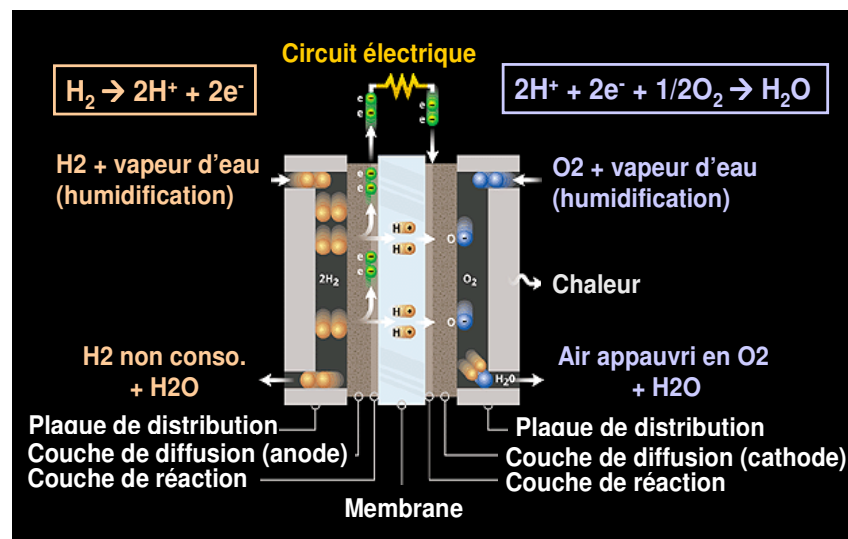 Circuit électrique
H2 → 2H+ + 2e-
2H+ + 2e- + 1/2O2 → H2O
e
e
e
e
H2 + vapeur d'eau
(humidification)
O2 + vapeur d'eau
(humidification)
e
e
H
H
O
e
e
2H2
O2
Chaleur
H
H
O
H2 non conso.
+ H2O
H20
Air appauvri en O2
+ H2O
Plaque de distribution
Couche de diffusion (anode)
Couche de réaction
Plaque de distribution
Couche de diffusion (cathode)
Couche de réaction
Membrane